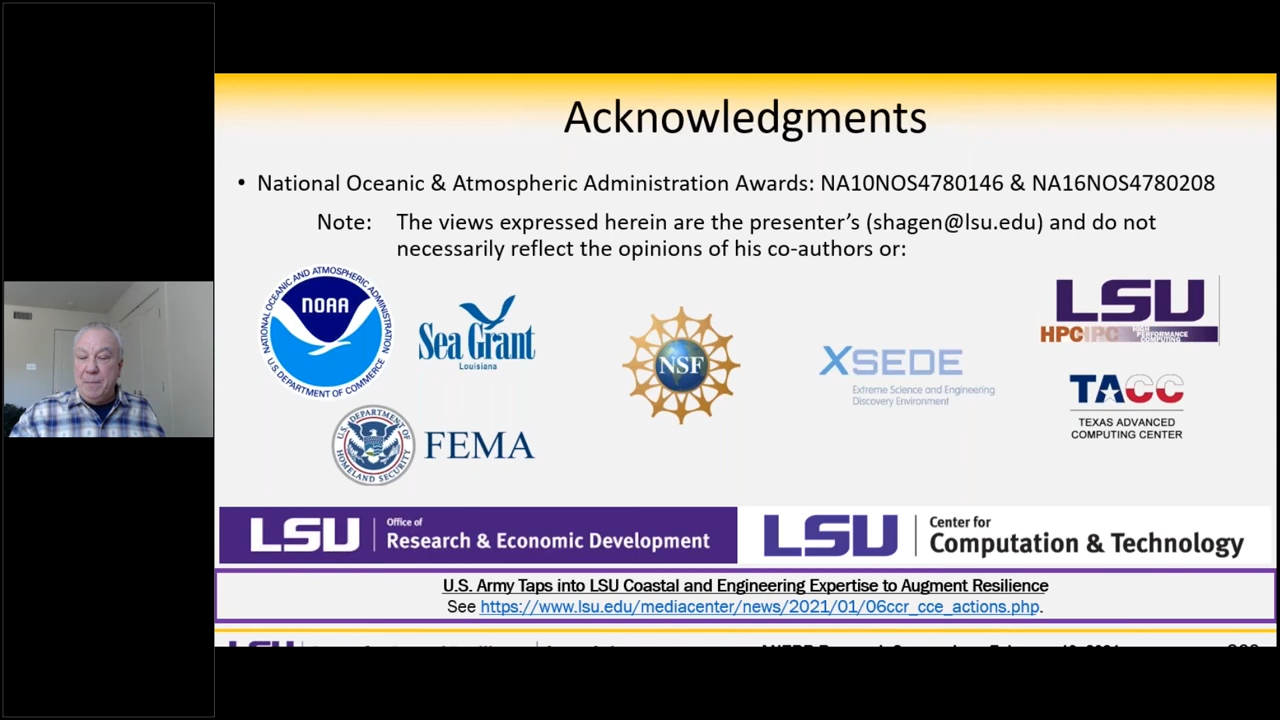 Acknowledgments
• National Oceanic & Atmospheric Administration Awards: NA10NOS4780146 & NA16NOS4780208
Note: The views expressed herein are the presenter's (shagen@lsu.edu) and do not
necessarily reflect the opinions of his co-authors or:
NATIONAL OCEANIC AND ATMOSPHERIC ADMINISTRATION
NOAA
U.S. DEPARTMENT OF COMMERCE
Sea Grant
Louisiana
NSF
XSEDE
Extreme Science and Engineering
Discovery Environment
LSU
HPC
HIGH
PERFORMANCE
COMPUTING
TACC
TEXAS ADVANCED
COMPUTING CENTER
U.S. DEPARTMENT OF
HOMELAND SECURITY
FEMA
LSU
Office of
Research & Economic Development
LSU
Center for
Computation & Technology
U.S. Army Taps into LSU Coastal and Engineering Expertise to Augment Resilience
See https://www.lsu.edu/mediacenter/news/2021/01/06ccr_cce_actions.php.
LSU